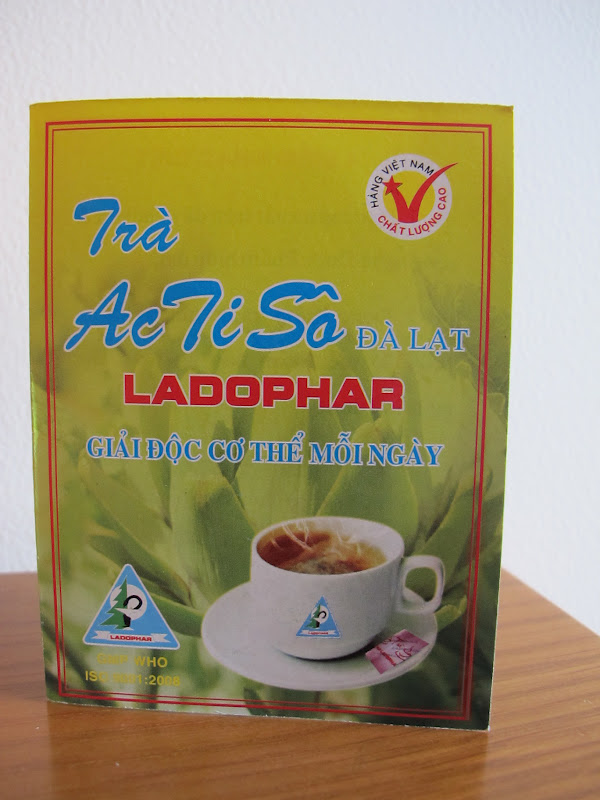 HÀNG VIỆT NAM
CHẤT LƯỢNG CAO
Trà
AcTiSô ĐÀ LẠT
LADOPHAR
GIẢI ĐỘC CƠ THỂ MỖI NGÀY
LADOPHAR
GMP WHO
ISO 9001:2008